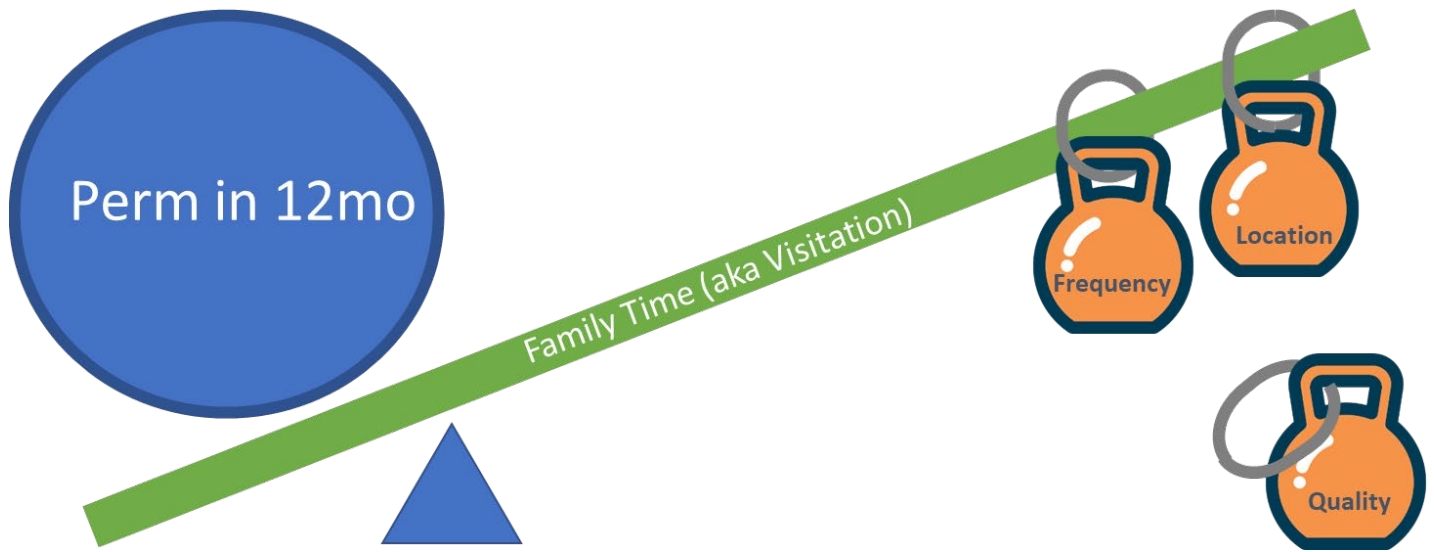 Perm in 12mo
Family Time (aka Visitation)
Frequency
Location
Quality